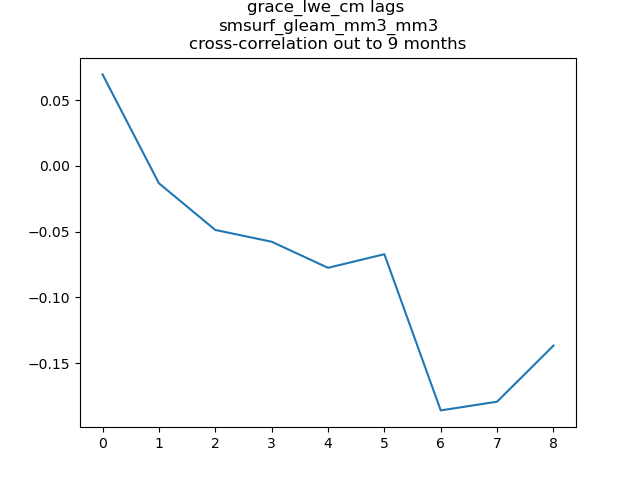 grace_lwe_cm lags
smsurf_gleam_mm3_mm3
cross-correlation out to 9 months
0.05
0.00
−0.05
−0.10
−0.15
0 1 2 3 4 5 6 7 8